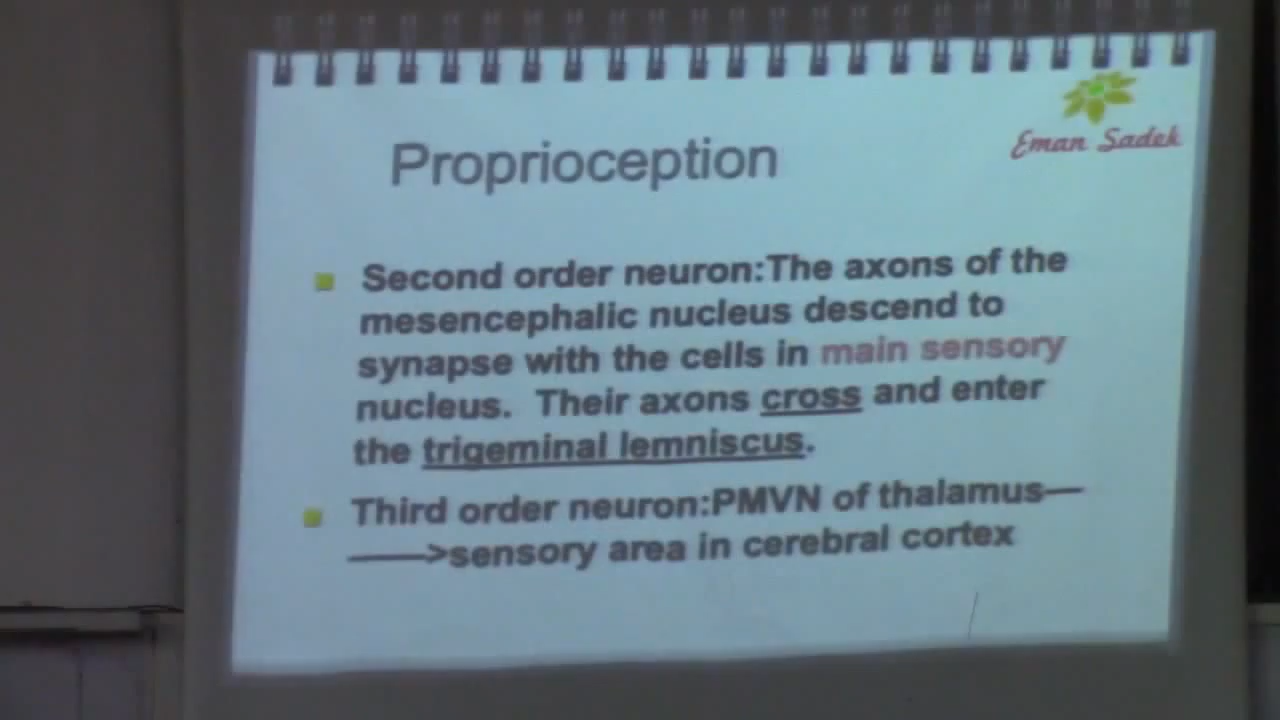 Eman Sadek
Proprioception
Second order neuron:The axons of the
mesencephalic nucleus descend to
synapse with the cells in main sensory
nucleus. Their axons cross and enter
the trigeminal lemniscus.
Third order neuron:PMVN of thalamus—
——>sensory area in cerebral cortex